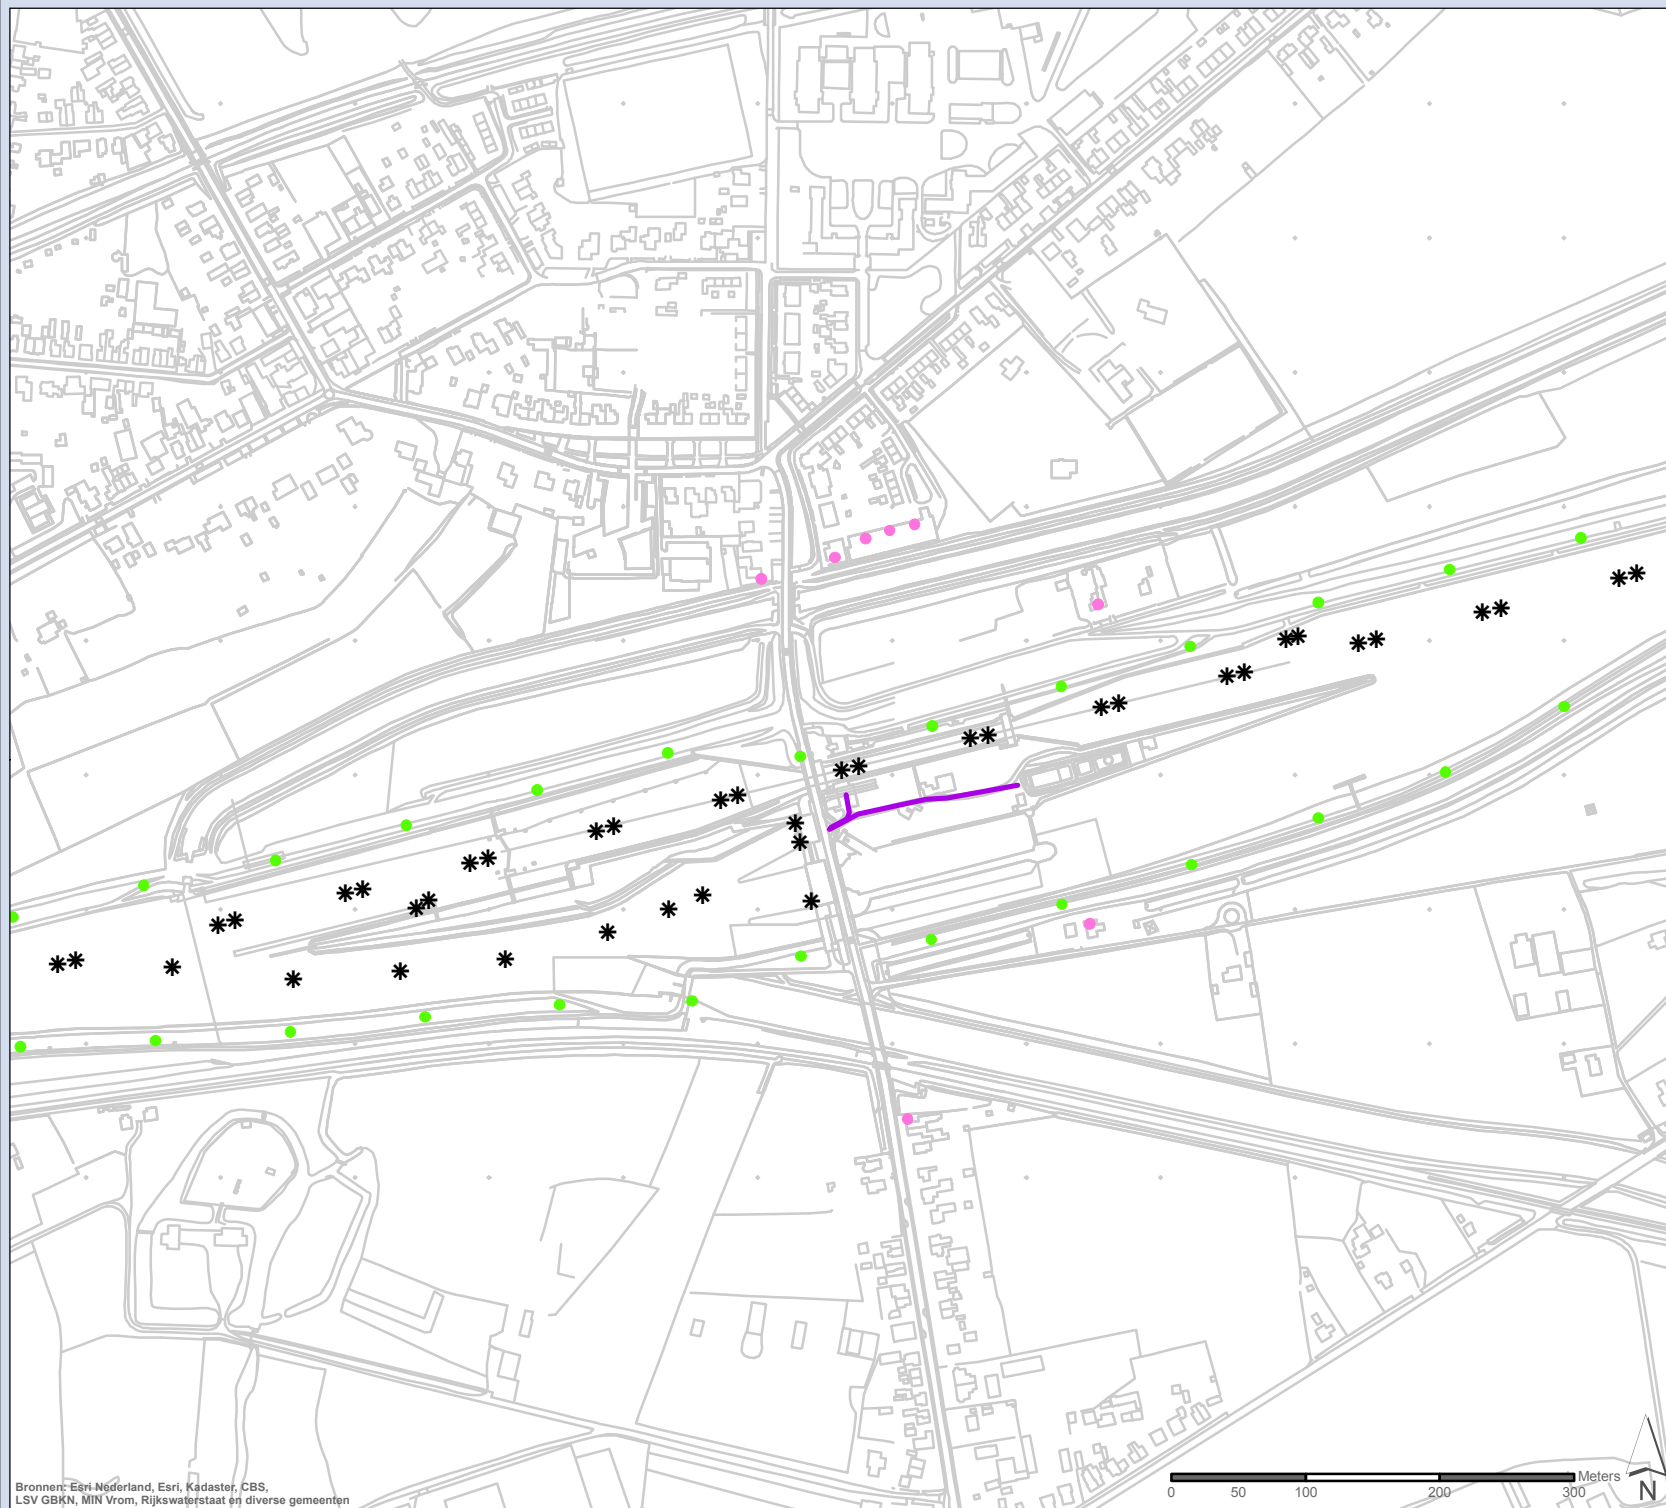 Bronnen: Esri Nederland, Esri, Kadaster, CBS,
LSV GBKN, MIN Vrom, Rijkswaterstaat en diverse gemeenten
Meters
0 50 100 200 300
N